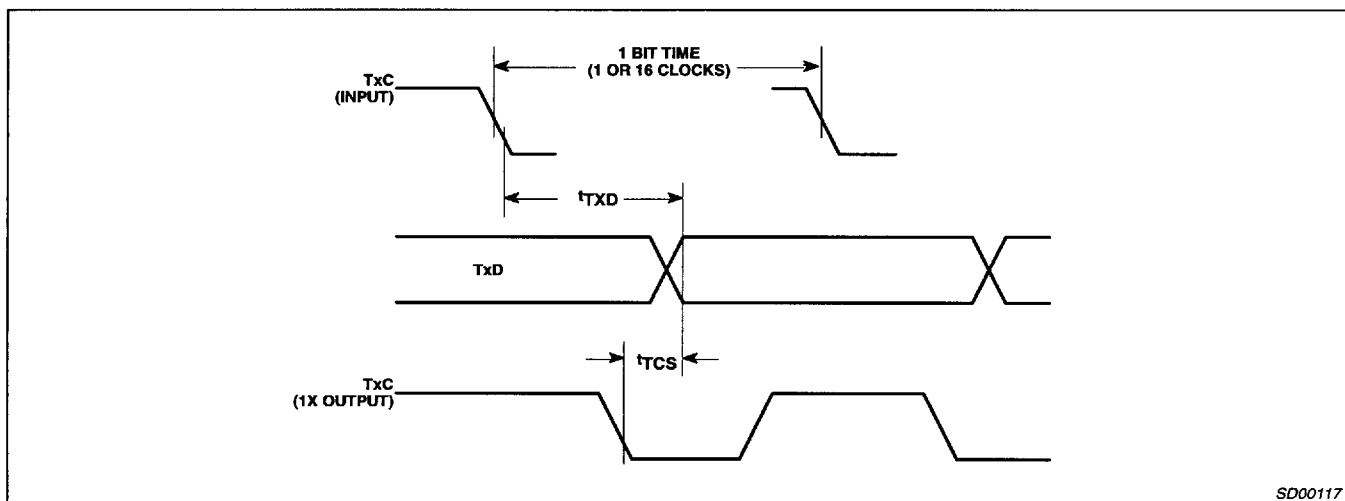 1 BIT TIME
(1 OR 16 CLOCKS)
TxC
(INPUT)
tTXD
TxD
tTCS
TxC
(1X OUTPUT)
SD00117